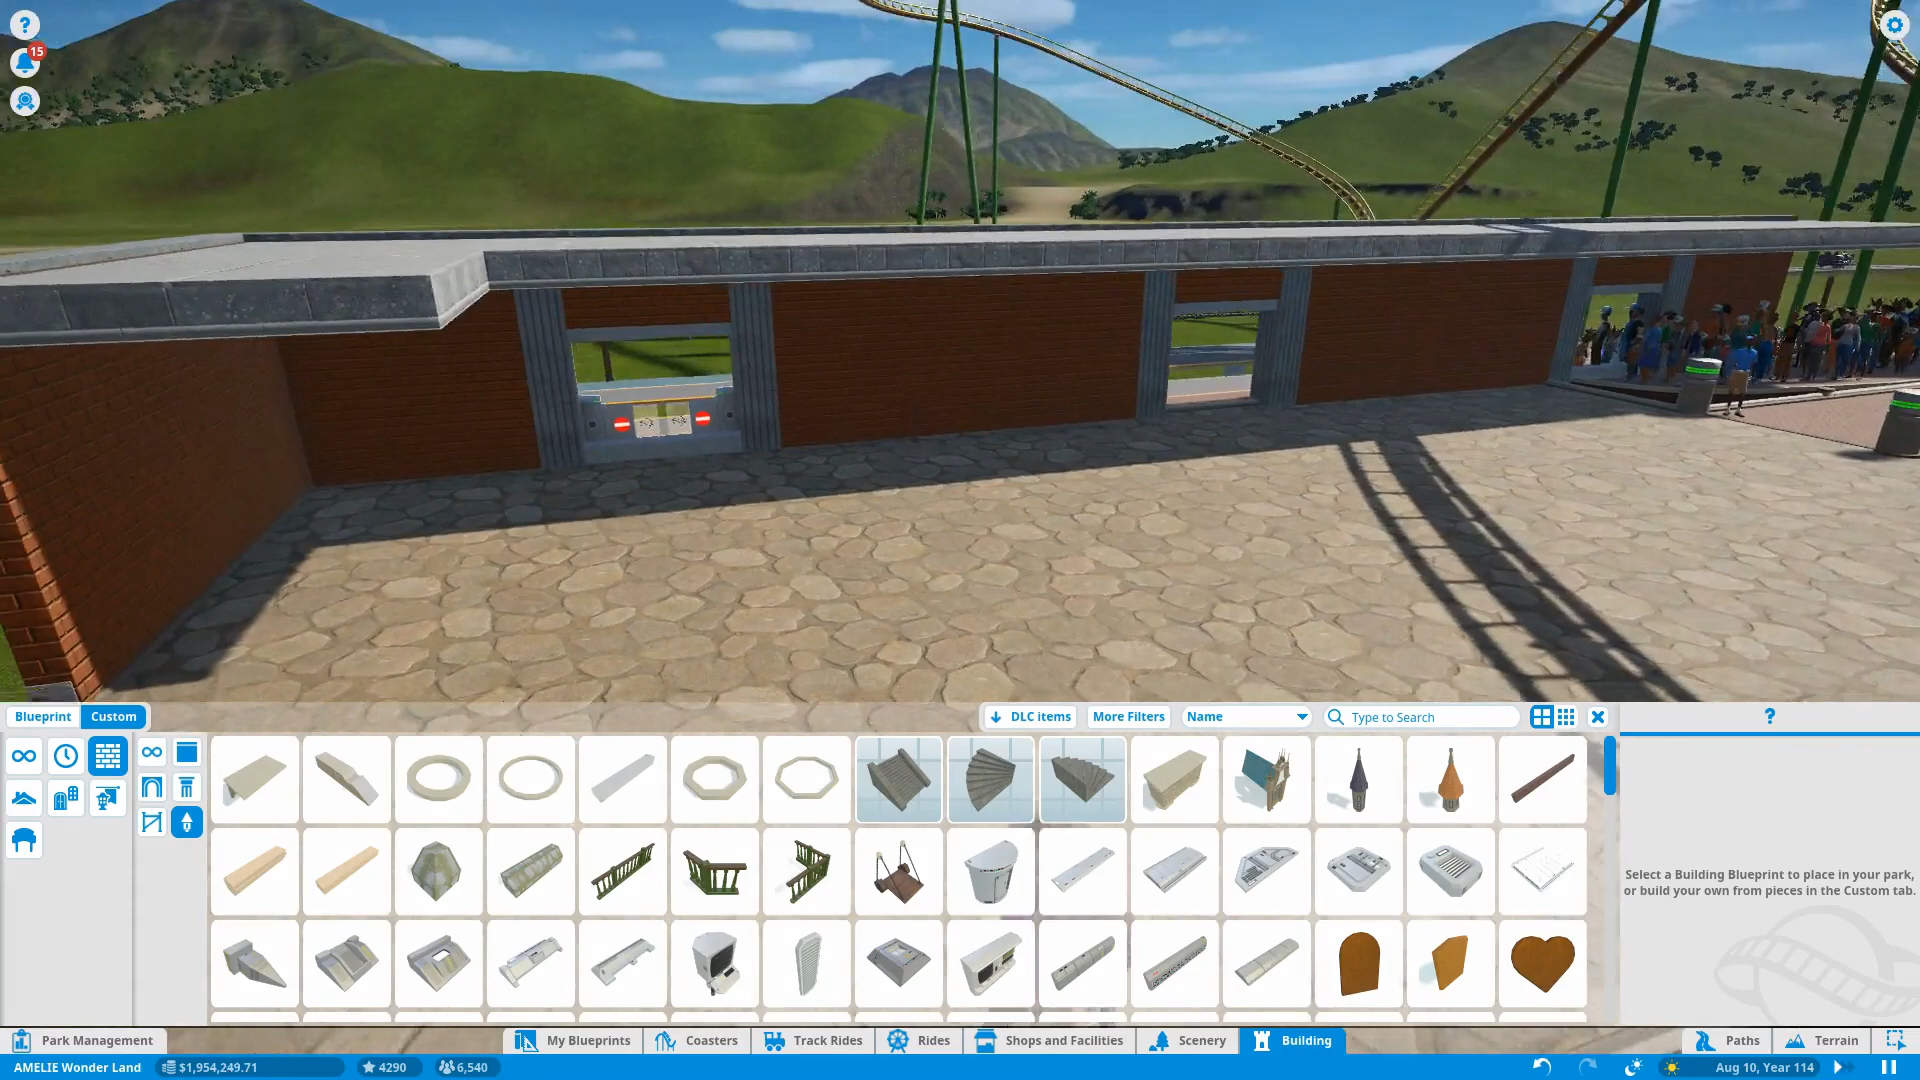 ?
15
Blueprint
Custom
DLC items
More Filters
Name
Type to Search
?
Select a Building Blueprint to place in your park,
or build your own from pieces in the Custom tab.
Park Management
My Blueprints
Coasters
Track Rides
Rides
Shops and Facilities
Scenery
Building
Paths
Terrain
AMELIE Wonder Land
$1,954,249.71
4290
6,540
Aug 10, Year 114